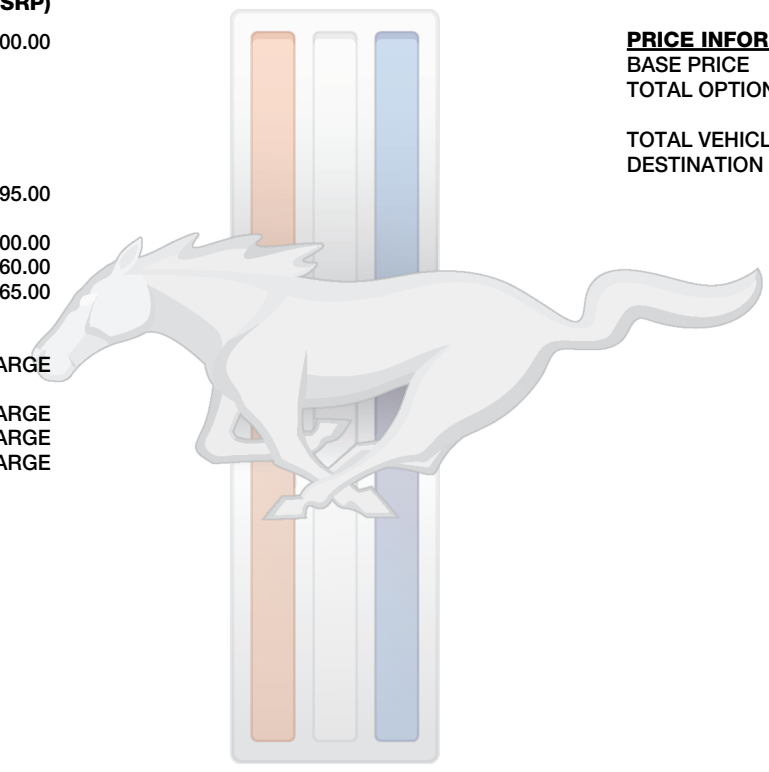 SRP)
00.00
95.00
00.00
60.00
65.00
ARGE
ARGE
ARGE
ARGE
PRICE INFOR
BASE PRICE
TOTAL OPTION
TOTAL VEHICL
DESTINATION